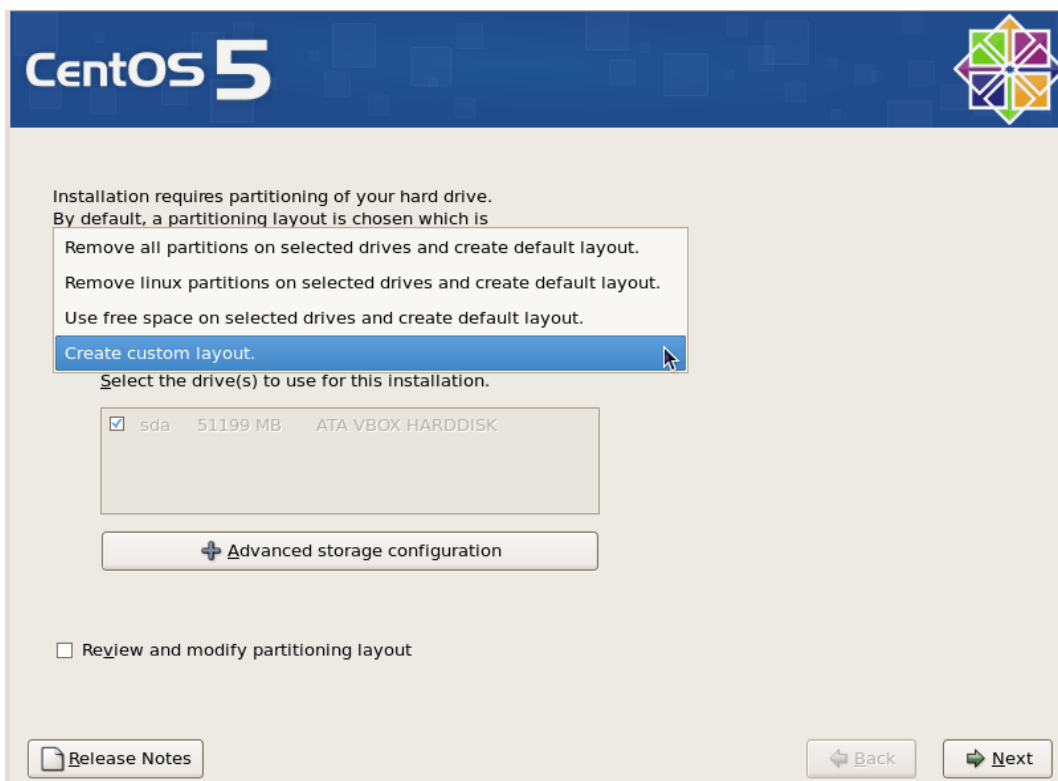 CentOS 5
Installation requires partitioning of your hard drive.
By default, a partitioning layout is chosen which is
Remove all partitions on selected drives and create default layout.
Remove linux partitions on selected drives and create default layout.
Use free space on selected drives and create default layout.
Create custom layout.
Select the drive(s) to use for this installation.
sda 51199 MB ATA VBOX HARDDISK
Advanced storage configuration
Review and modify partitioning layout
Release Notes Back Next